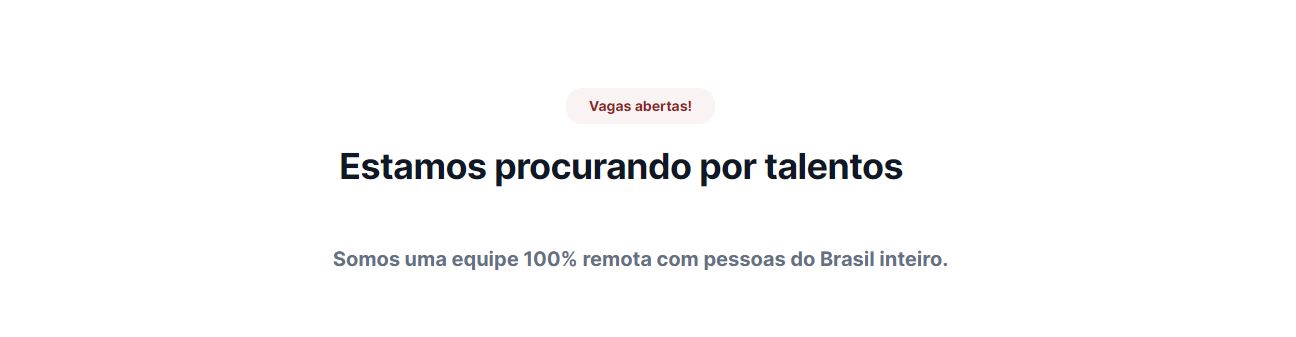 Vagas abertas!
Estamos procurando por talentos
Somos uma equipe 100% remota com pessoas do Brasil inteiro.